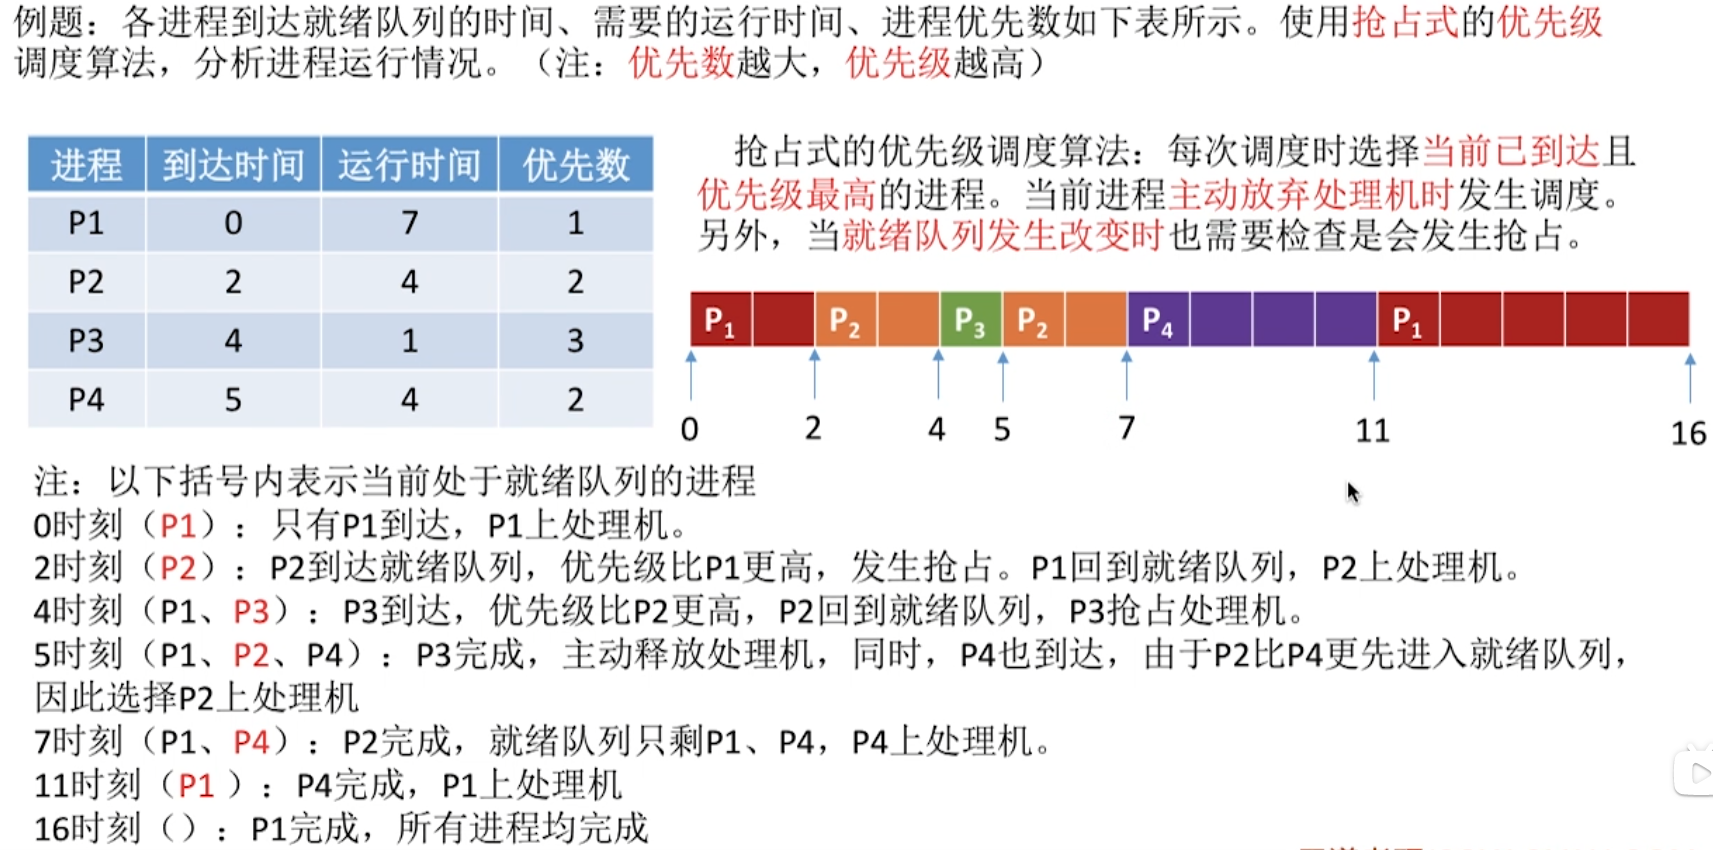 例题：各进程到达就绪队列的时间、需要的运行时间、进程优先数如下表所示。使用抢占式的优先级
调度算法，分析进程运行情况。（注：优先数越大，优先级越高）
进程 到达时间 运行时间 优先数
P1 0 7 1
P2 2 4 2
P3 4 1 3
P4 5 4 2
抢占式的优先级调度算法：每次调度时选择当前已到达且
优先级最高的进程。当前进程主动放弃处理机时发生调度。
另外，当就绪队列发生改变时也需要检查是会发生抢占。
P1 P2 P3 P2 P4 P1
0 2 4 5 7 11 16
注：以下括号内表示当前处于就绪队列的进程
0时刻（P1）：只有P1到达，P1上处理机。
2时刻（P2）：P2到达就绪队列，优先级比P1更高，发生抢占。P1回到就绪队列，P2上处理机。
4时刻（P1、P3）：P3到达，优先级比P2更高，P2回到就绪队列，P3抢占处理机。
5时刻（P1、P2、P4）：P3完成，主动释放处理机，同时，P4也到达，由于P2比P4更先进入就绪队列，
因此选择P2上处理机
7时刻（P1、P4）：P2完成，就绪队列只剩P1、P4，P4上处理机。
11时刻（P1 ）：P4完成，P1上处理机
16时刻（）：P1完成，所有进程均完成